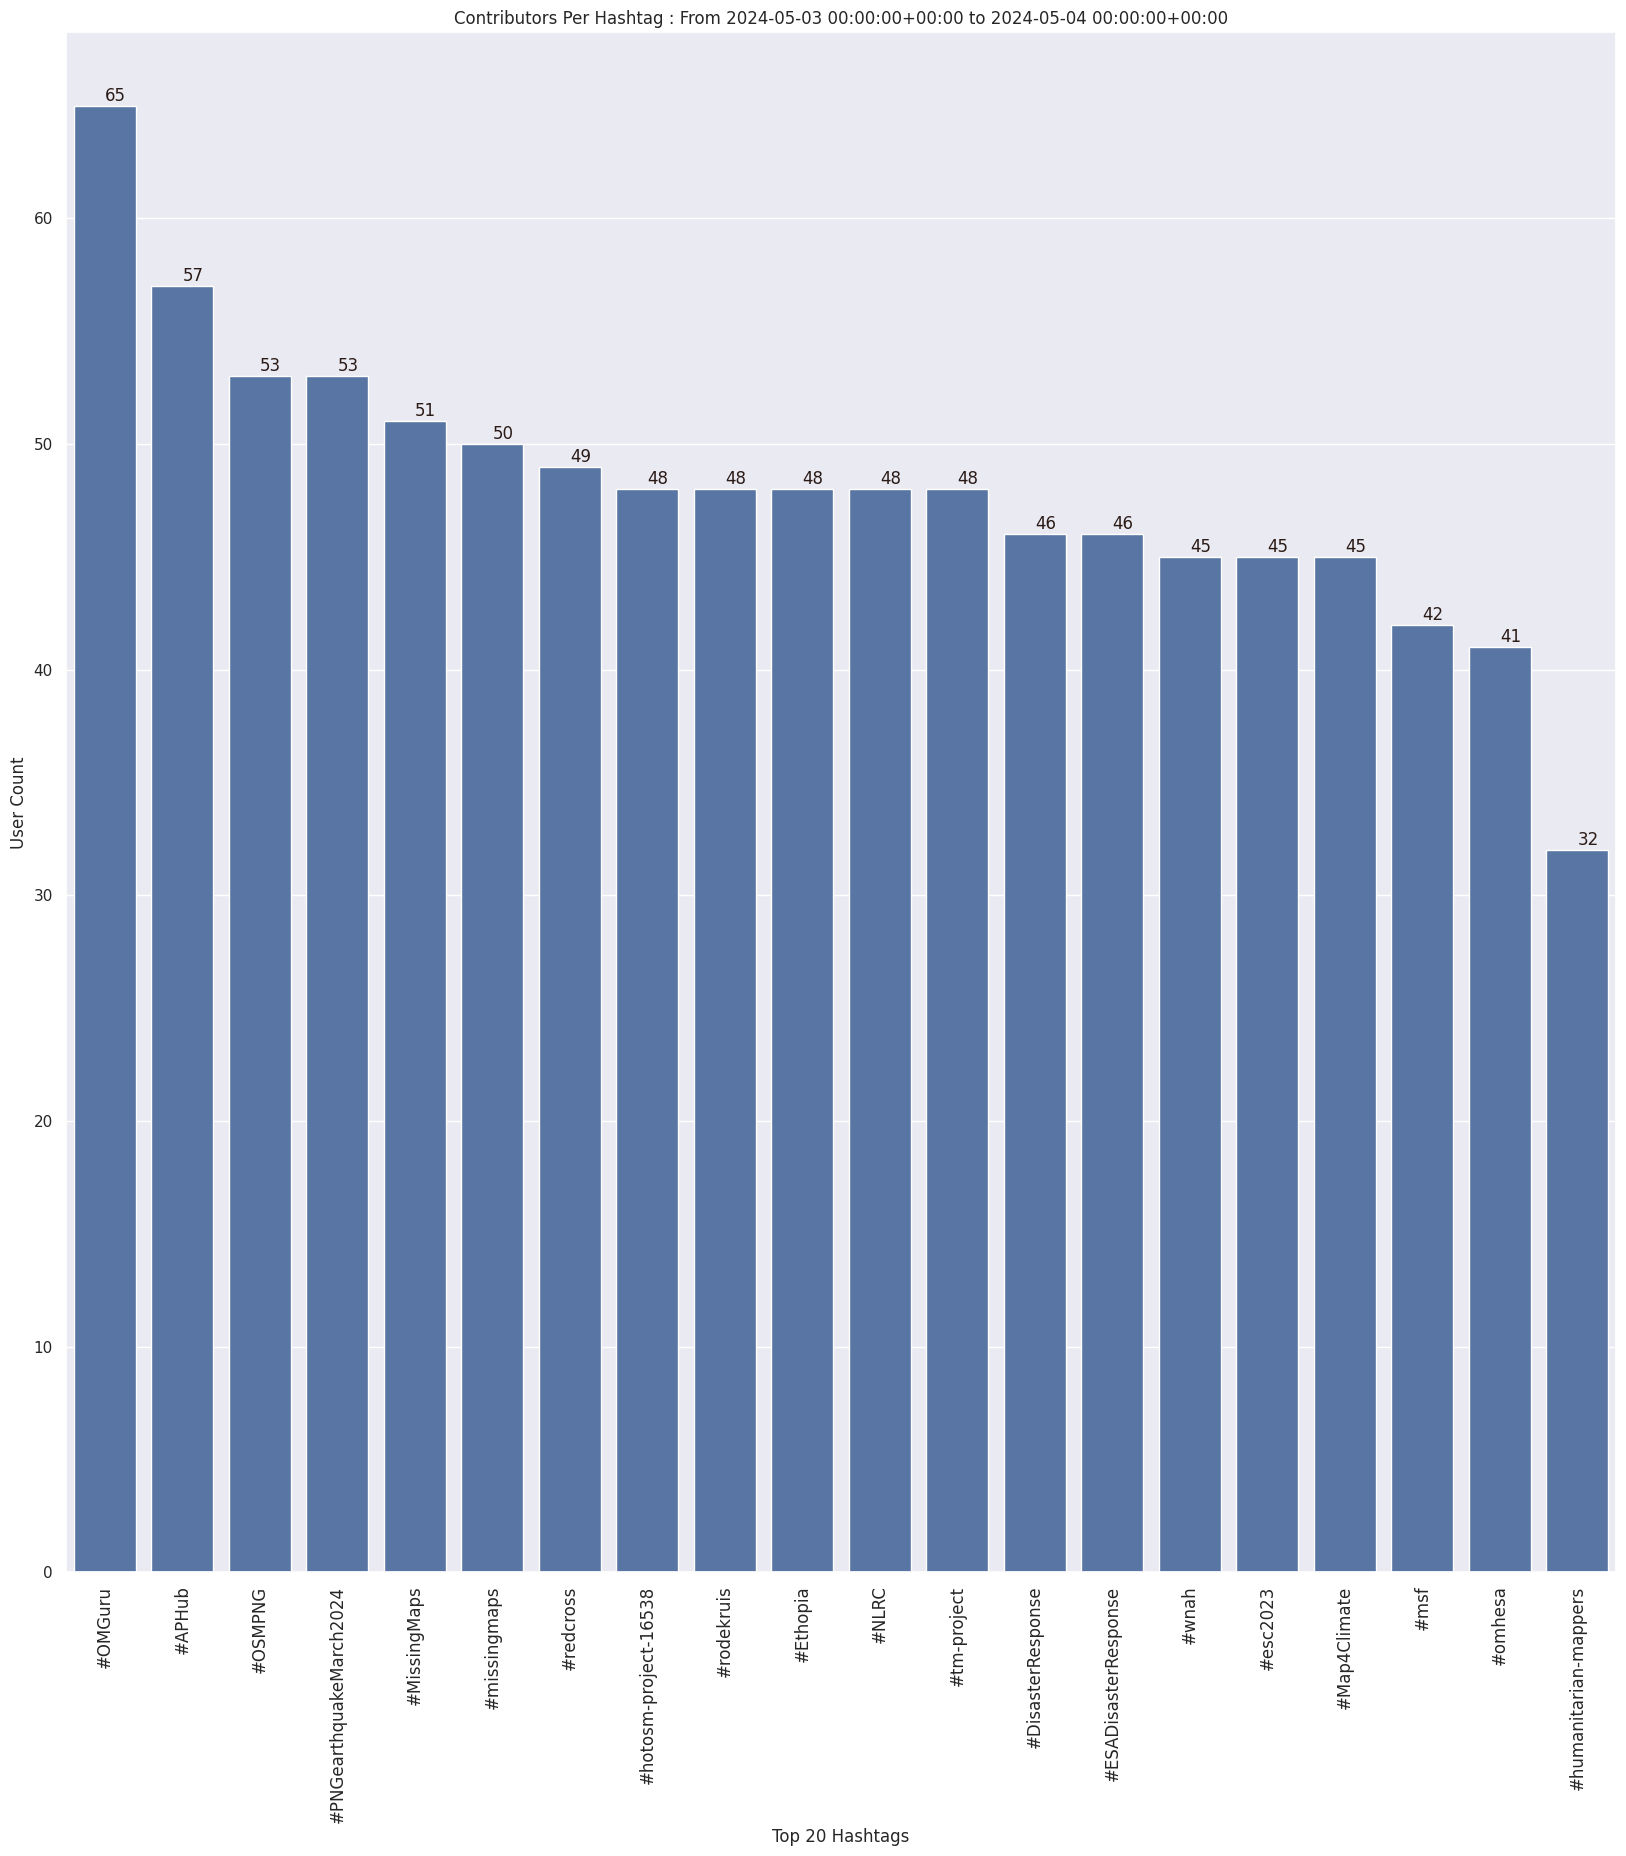 Contributors Per Hashtag : From 2024-05-03 00:00:00+00:00 to 2024-05-04 00:00:00+00:00
65
57
53
53
51
50
49
48
48
48
48
48
46
46
45
45
45
42
41
32
60
50
40
30
20
10
0
User Count
#OMGuru
#APHub
#OSMPNG
#PNGearthquakeMarch2024
#MissingMaps
#missingmaps
#redcross
#hotosm-project-16538
#rodekruis
#Ethopia
#NLRC
#tm-project
#DisasterResponse
#ESADisasterResponse
#wnah
#esc2023
#Map4Climate
#msf
#omhesa
#humanitarian-mappers
Top 20 Hashtags